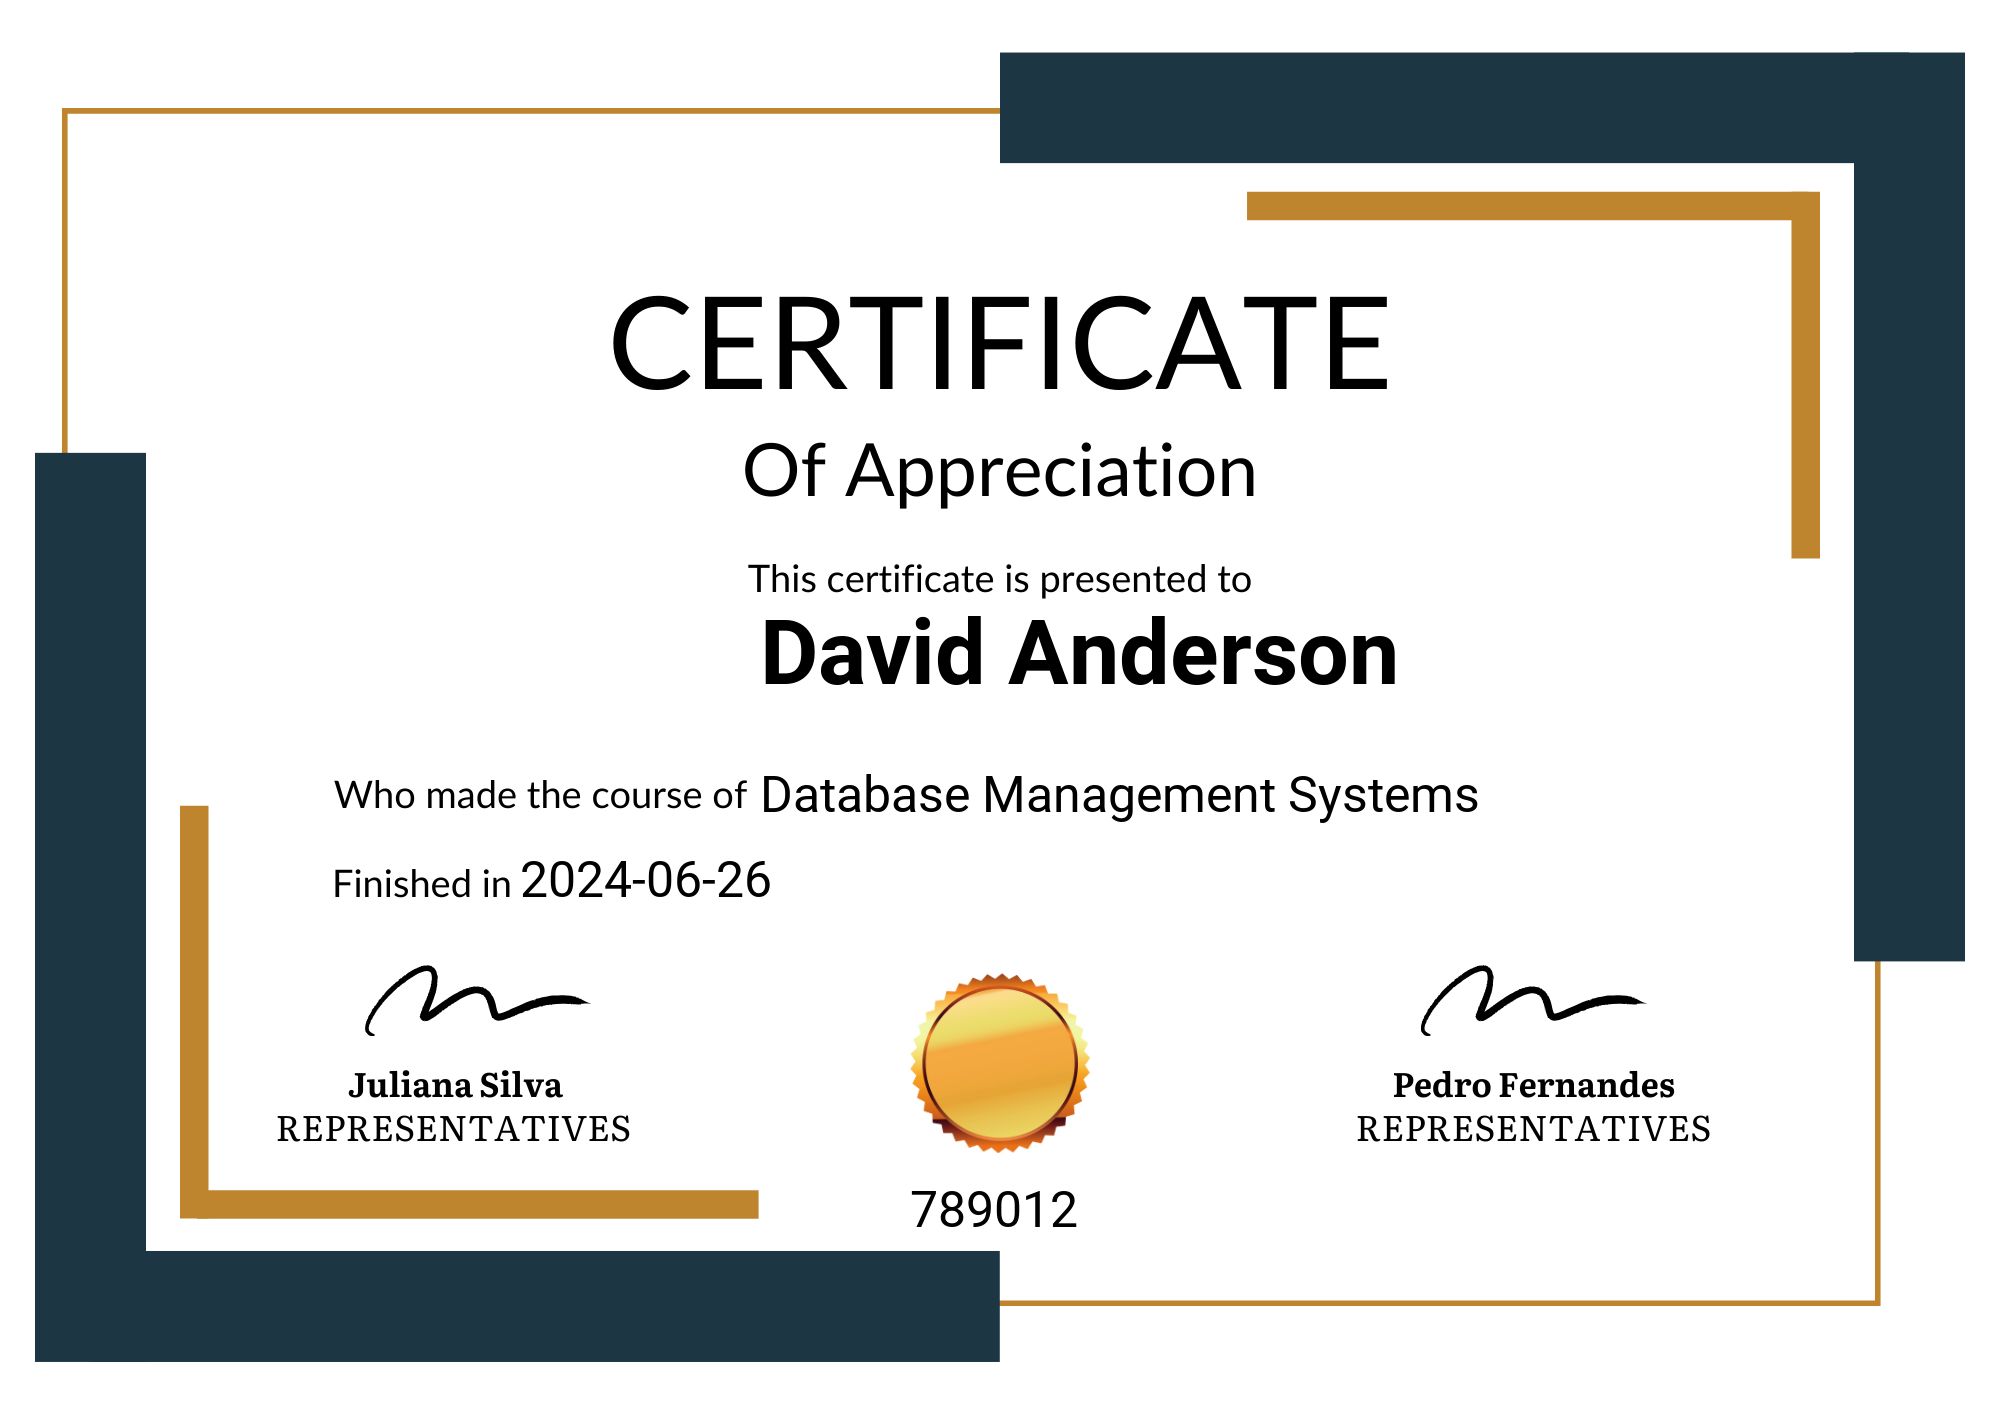 CERTIFICATE
Of Appreciation
This certificate is presented to
David Anderson
Who made the course of Database Management Systems
Finished in 2024-06-26
Juliana Silva
REPRESENTATIVES
Pedro Fernandes
REPRESENTATIVES
789012